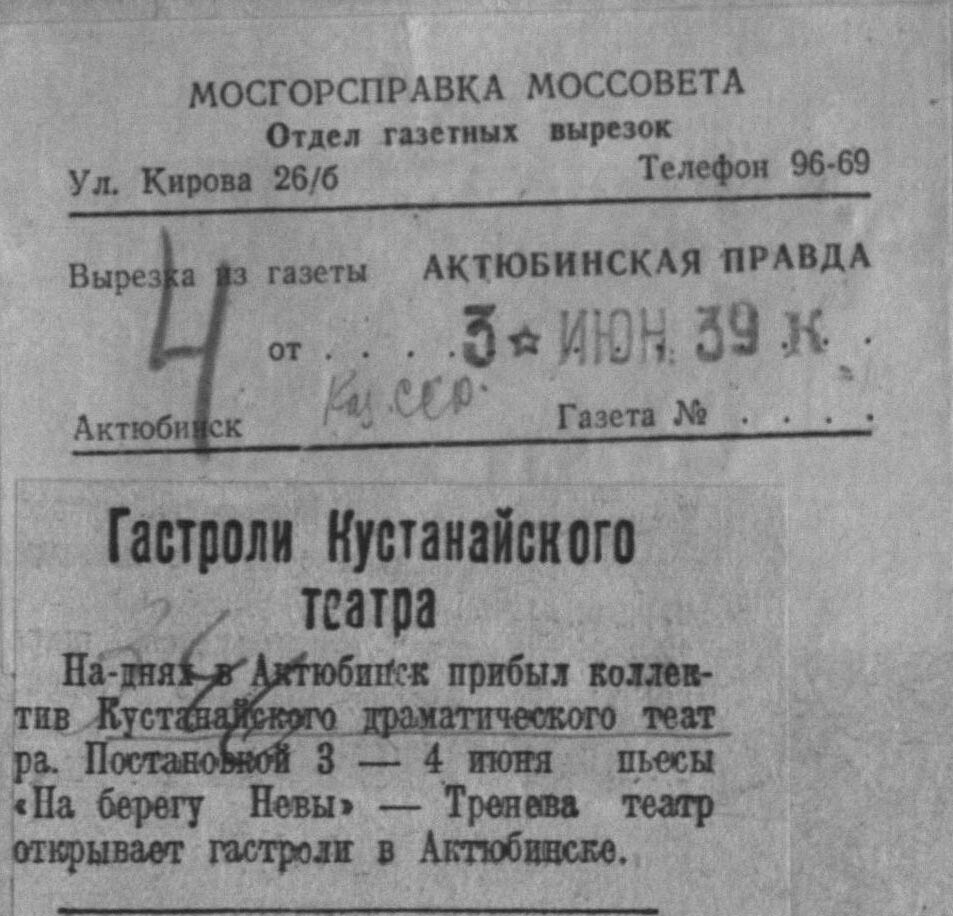 МОСГОРСПРАВКА МОССОВЕТА
Отдел газетных вырезок
Ул. Кирова 26/б Телефон 96-69
Вырезка из газеты АКТЮБИНСКАЯ ПРАВДА
4
от . . . . 3 ☆ ИЮН. 39 . . .
Каз. ССР.
Актюбинск Газета № . . . .
Гастроли Кустанайского
театра
На-днях в Актюбинск прибыл коллек-
тив Кустанайского драматического теат
ра. Постановкой 3 — 4 июня пьесы
«На берегу Невы» — Тренева театр
открывает гастроли в Актюбинске.